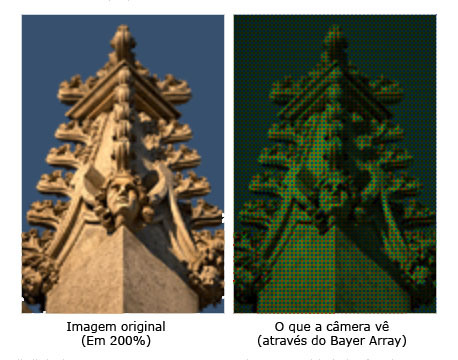 Imagem original
(Em 200%)
O que a câmera vê
(através do Bayer Array)